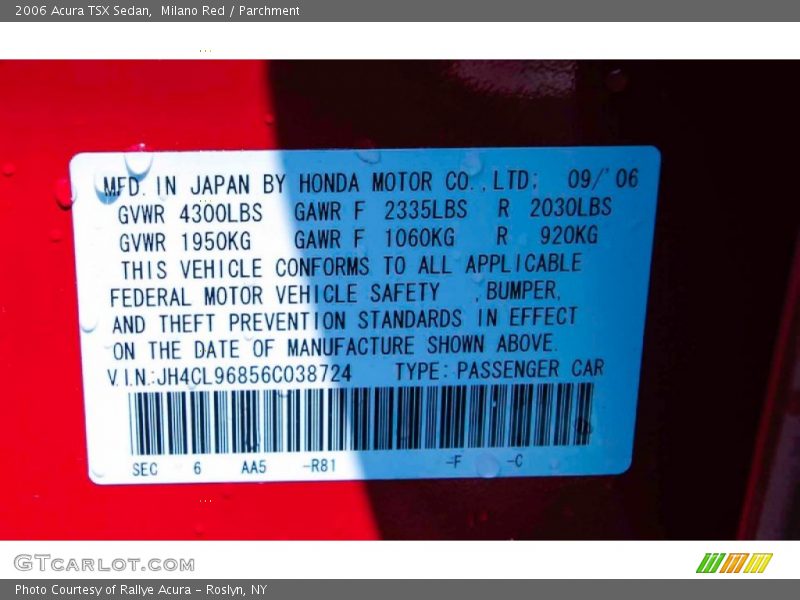 2006 Acura TSX Sedan,  Milano Red / Parchment
MFD. IN JAPAN BY HONDA MOTOR CO.,LTD; 09/'06
GVWR 4300LBS GAWR F 2335LBS R 2030LBS
GVWR 1950KG GAWR F 1060KG R 920KG
THIS VEHICLE CONFORMS TO ALL APPLICABLE
FEDERAL MOTOR VEHICLE SAFETY ,BUMPER,
AND THEFT PREVENTION STANDARDS IN EFFECT
ON THE DATE OF MANUFACTURE SHOWN ABOVE.
V.I.N.:JH4CL96856C038724 TYPE: PASSENGER CAR
SEC 6 AA5 -R81 -F -C
GTCARLOT.COM
Photo Courtesy of Rallye Acura - Roslyn, NY